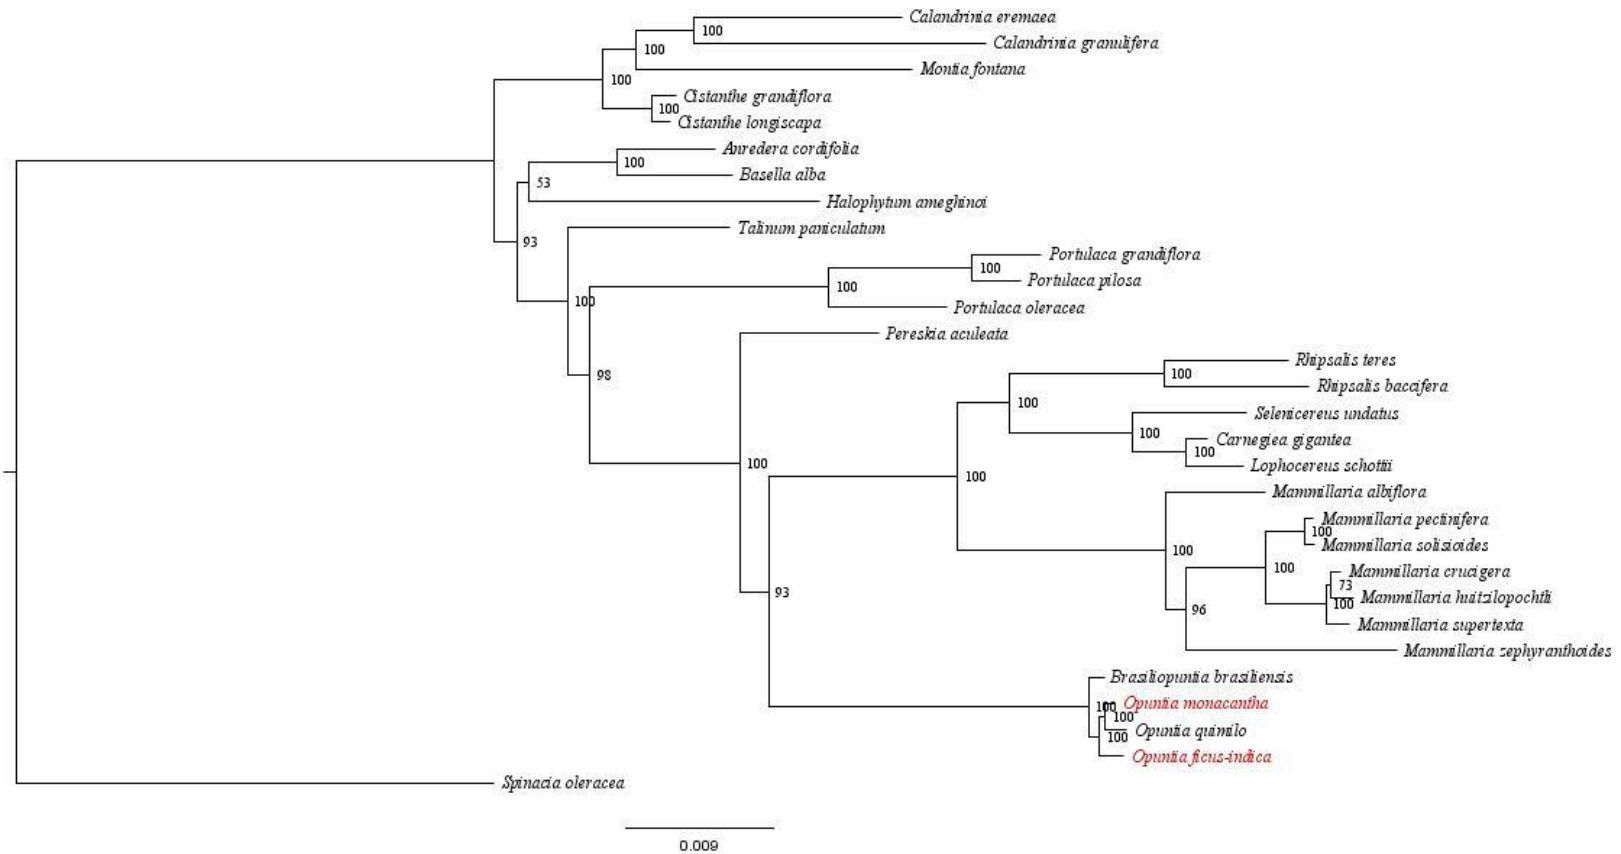 Calandrinia eremaea
100
Calandrinia granulifera
100
Montia fontana
100
Cistanthe grandiflora
100
Cistanthe longiscapa
Anredera cordifolia
100
Basella alba
53
Halophytum ameghinoi
Talinum paniculatum
93
Portulaca grandiflora
100
Portulaca pilosa
100
100
Portulaca oleracea
Pereskia aculeata
Rhipsalis teres
98
100
Rhipsalis baccifera
100
Selenicereus undatus
100
Carnegiea gigantea
100
Lophocereus schottii
100
100
Mammillaria albiflora
Mammillaria pectinifera
100
Mammillaria solisioides
100
100
Mammillaria crucigera
73
Mammillaria huitzilopochtli
100
93
96
Mammillaria supertexta
Mammillaria zephyranthoides
Brasiliopuntia brasiliensis
100
Opuntia monacantha
100
Opuntia quimilo
100
Opuntia ficus-indica
Spinacia oleracea
0.009